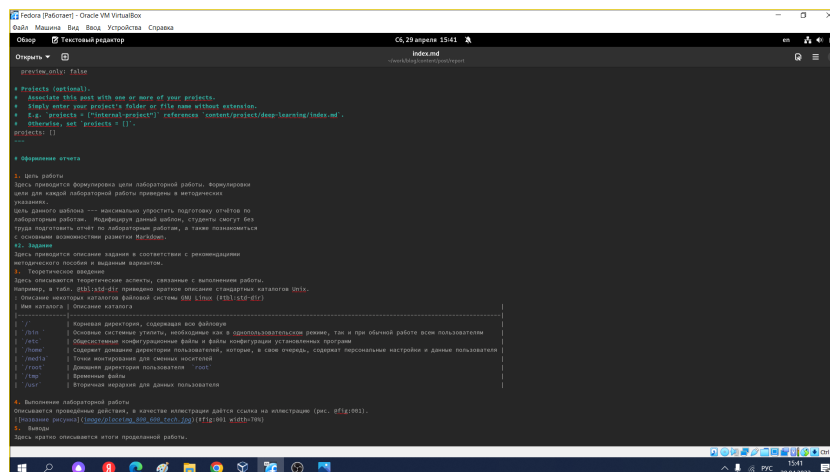 Fedora [Работает] - Oracle VM VirtualBox
Файл Машина Вид Ввод Устройства Справка
Обзор Текстовый редактор Сб, 29 апреля 15:41 en
Открыть index.md
~/work/blog/content/post/report
preview_only: false
# Projects (optional).
# Associate this post with one or more of your projects.
# Simply enter your project's folder or file name without extension.
# E.g. `projects = ["internal-project"]` references `content/project/deep-learning/index.md`.
# Otherwise, set `projects = []`.
projects: []
---
# Оформление отчета
1. Цель работы
Здесь приводится формулировка цели лабораторной работы. Формулировки
цели для каждой лабораторной работы приведены в методических
указаниях.
Цель данного шаблона --- максимально упростить подготовку отчётов по
лабораторным работам. Модифицируя данный шаблон, студенты смогут без
труда подготовить отчёт по лабораторным работам, а также познакомиться
с основными возможностями разметки Markdown.
#2. Задание
Здесь приводится описание задания в соответствии с рекомендациями
методического пособия и выданным вариантом.
3. Теоретическое введение
Здесь описываются теоретические аспекты, связанные с выполнением работы.
Например, в табл. @tbl:std-dir приведено краткое описание стандартных каталогов Unix.
: Описание некоторых каталогов файловой системы GNU Linux {#tbl:std-dir}
| Имя каталога | Описание каталога |
| `/` | Корневая директория, содержащая всю файловую |
| `/bin ` | Основные системные утилиты, необходимые как в однопользовательском режиме, так и при обычной работе всем пользователям |
| `/etc` | Общесистемные конфигурационные файлы и файлы конфигурации установленных программ |
| `/home` | Содержит домашние директории пользователей, которые, в свою очередь, содержат персональные настройки и данные пользователя |
| `/media` | Точки монтирования для сменных носителей |
| `/root` | Домашняя директория пользователя `root` |
| `/tmp` | Временные файлы |
| `/usr` | Вторичная иерархия для данных пользователя |
4. Выполнение лабораторной работы
Описываются проведённые действия, в качестве иллюстрации даётся ссылка на иллюстрацию (рис. @fig:001).
![Название рисунка](image/placeimg_800_600_tech.jpg){#fig:001 width=70%}
5. Выводы
Здесь кратко описываются итоги проделанной работы.
РУС 15:41